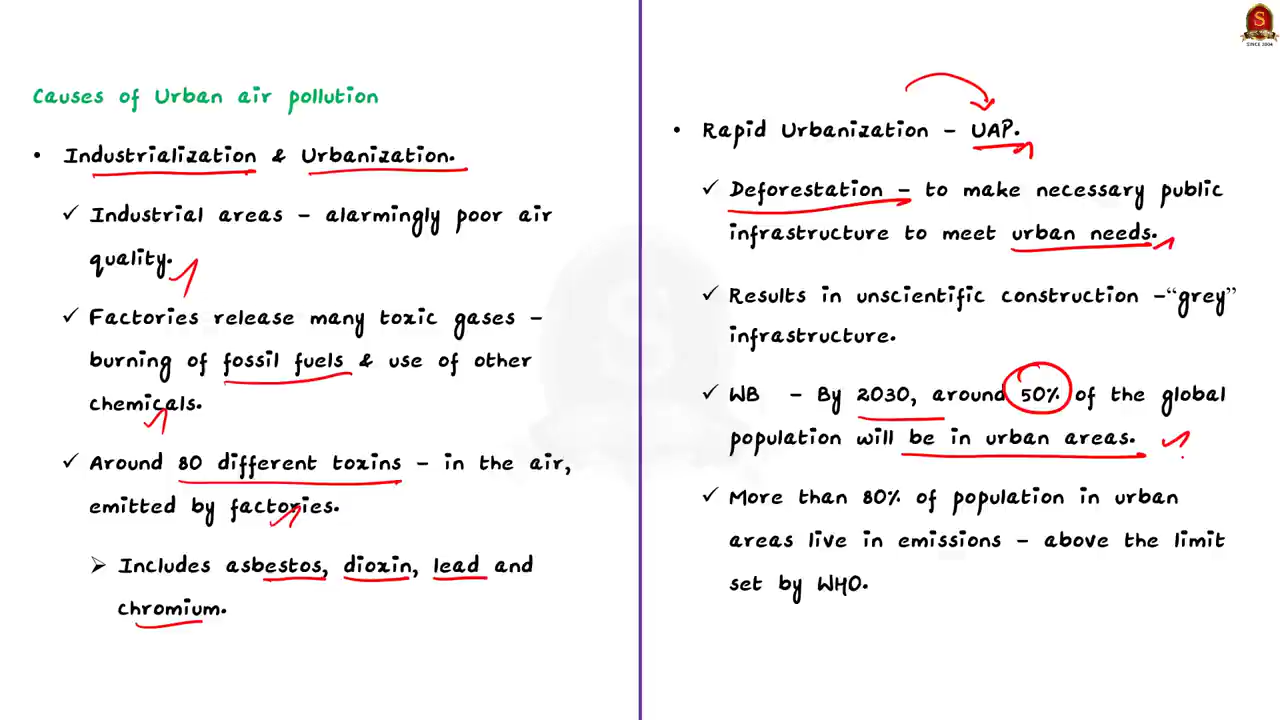 Causes of Urban air pollution
• Industrialization & Urbanization.
✓ Industrial areas – alarmingly poor air
quality.
✓ Factories release many toxic gases –
burning of fossil fuels & use of other
chemicals.
✓ Around 80 different toxins – in the air,
emitted by factories.
➢ Includes asbestos, dioxin, lead and
chromium.
• Rapid Urbanization – UAP.
✓ Deforestation – to make necessary public
infrastructure to meet urban needs.
✓ Results in unscientific construction –“grey”
infrastructure.
✓ WB – By 2030, around 50% of the global
population will be in urban areas.
✓ More than 80% of population in urban
areas live in emissions – above the limit
set by WHO.
S
SINCE 2004